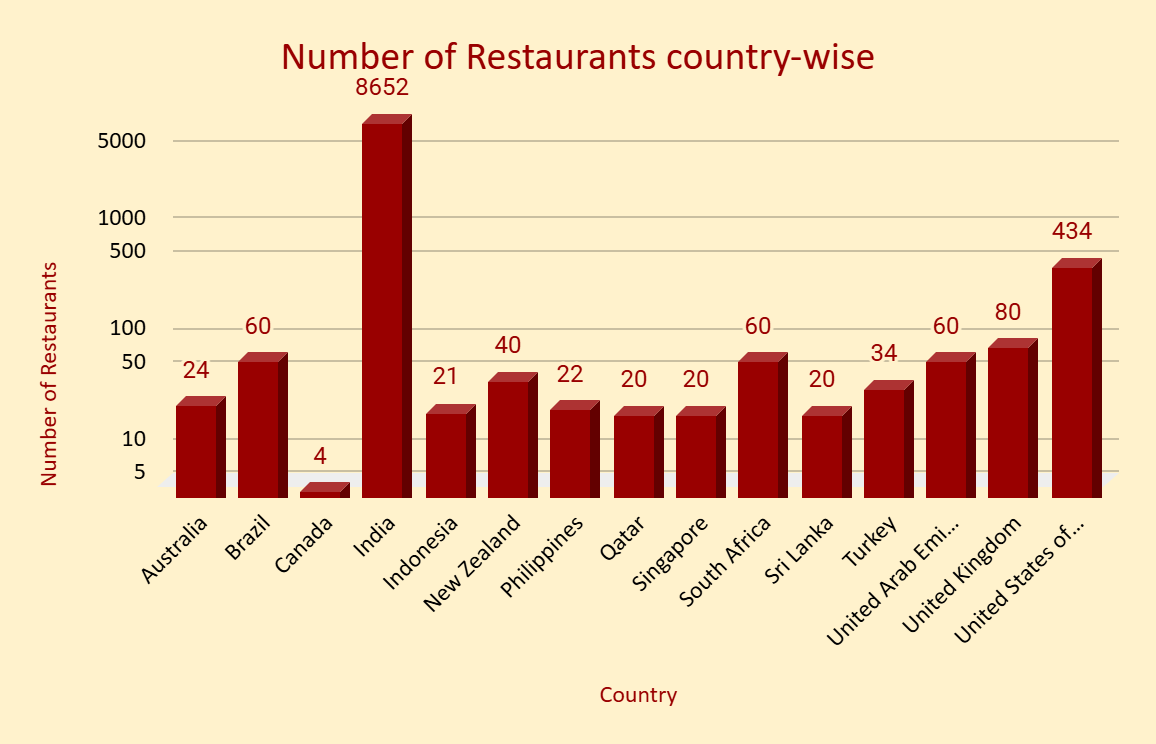 Number of Restaurants country-wise
Number of Restaurants
5000
1000
500
100
50
10
5
24
60
4
8652
21
40
22
20
20
60
20
34
60
80
434
Australia
Brazil
Canada
India
Indonesia
New Zealand
Philippines
Qatar
Singapore
South Africa
Sri Lanka
Turkey
United Arab Emi...
United Kingdom
United States of...
Country